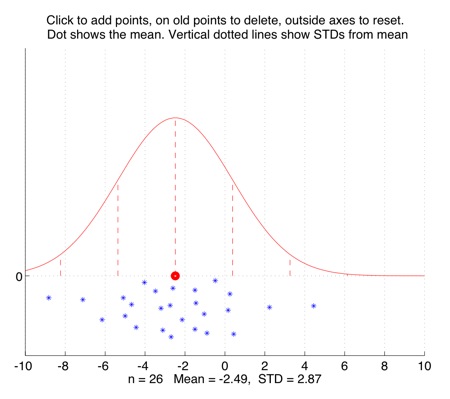 Click to add points, on old points to delete, outside axes to reset.
Dot shows the mean. Vertical dotted lines show STDs from mean
0
-10 -8 -6 -4 -2 0 2 4 6 8 10
n = 26 Mean = -2.49, STD = 2.87